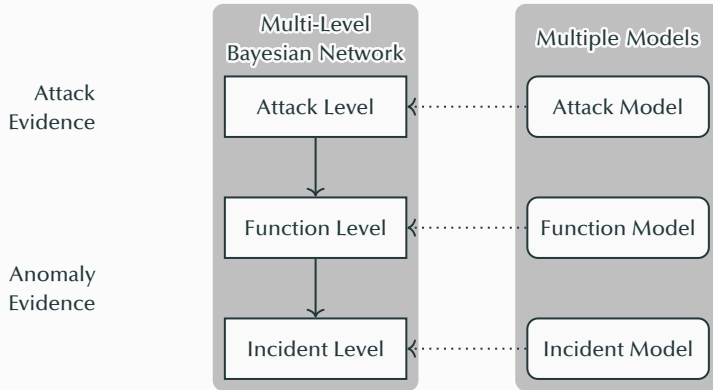 Multi-Level
Bayesian Network
Multiple Models
Attack
Evidence
Attack Level
Attack Model
Function Level
Function Model
Anomaly
Evidence
Incident Level
Incident Model